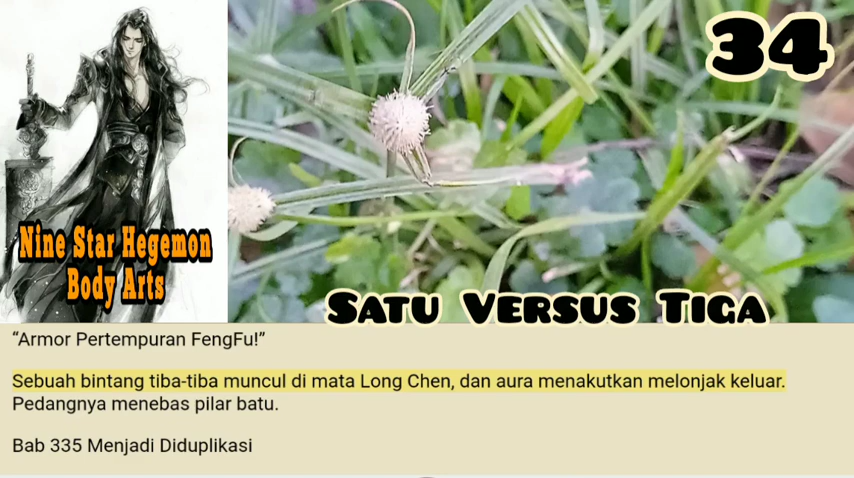 34
Nine Star Hegemon
Body Arts
Satu Versus Tiga
“Armor Pertempuran FengFu!”
Sebuah bintang tiba-tiba muncul di mata Long Chen, dan aura menakutkan melonjak keluar.
Pedangnya menebas pilar batu.
Bab 335 Menjadi Diduplikasi